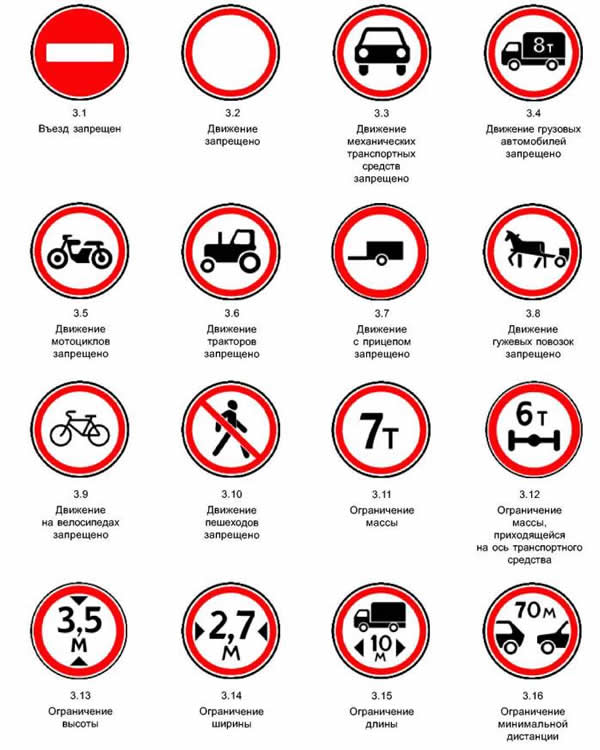 8т
3.1
Въезд запрещен
3.2
Движение
запрещено
3.3
Движение
механических
транспортных
средств
запрещено
3.4
Движение грузовых
автомобилей
запрещено
3.5
Движение
мотоциклов
запрещено
3.6
Движение
тракторов
запрещено
3.7
Движение
с прицепом
запрещено
3.8
Движение
гужевых повозок
запрещено
7т
6т
3.9
Движение
на велосипедах
запрещено
3.10
Движение
пешеходов
запрещено
3.11
Ограничение
массы
3.12
Ограничение
массы,
приходящейся
на ось транспортного
средства
3,5
м
2,7
м
10
м
70м
3.13
Ограничение
высоты
3.14
Ограничение
ширины
3.15
Ограничение
длины
3.16
Ограничение
минимальной
дистанции